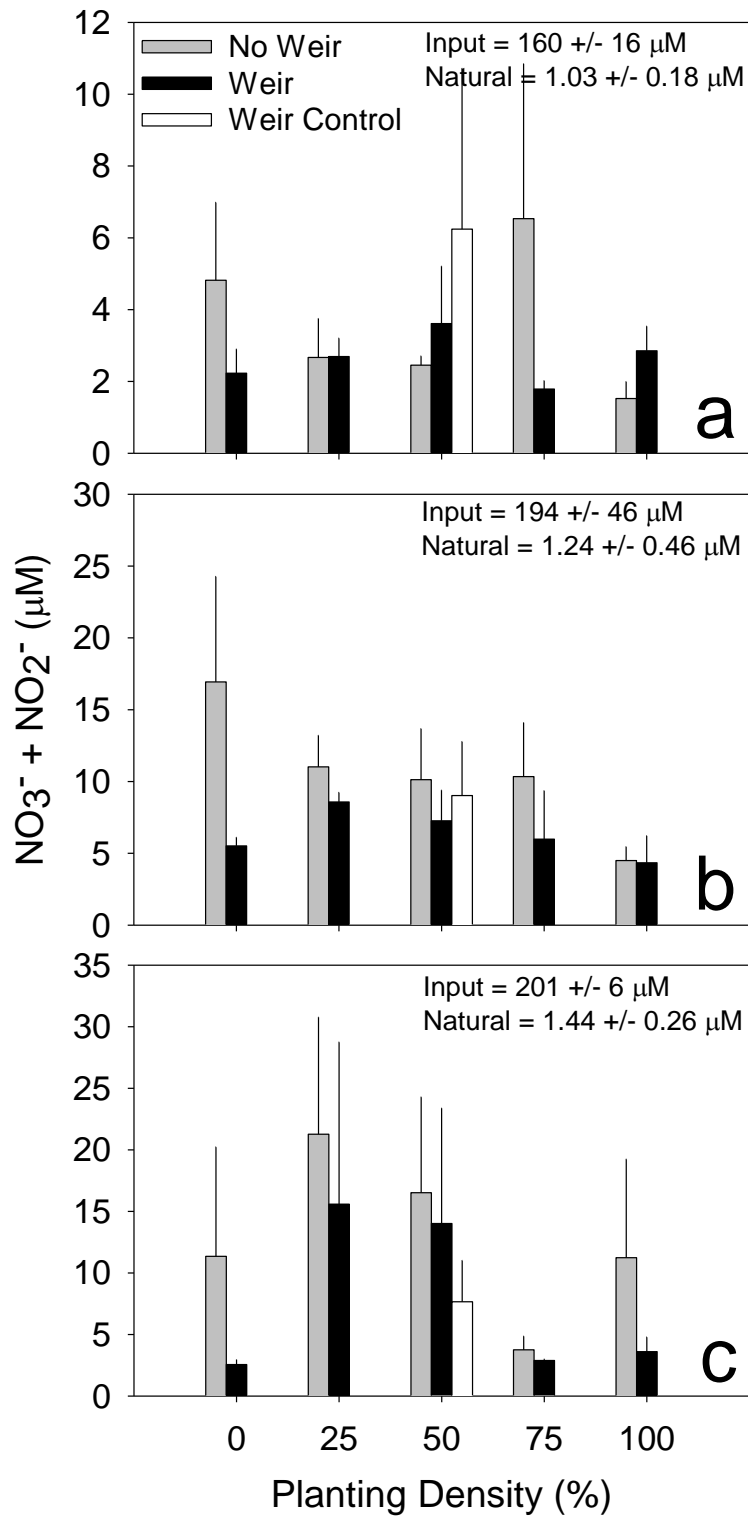 NO₃⁻ + NO₂⁻ (μM)
12
10
8
6
4
2
0
No Weir
Weir
Weir Control
Input = 160 +/- 16 μM
Natural = 1.03 +/- 0.18 μM
a
30
25
20
15
10
5
0
Input = 194 +/- 46 μM
Natural = 1.24 +/- 0.46 μM
b
35
30
25
20
15
10
5
0
Input = 201 +/- 6 μM
Natural = 1.44 +/- 0.26 μM
c
0 25 50 75 100
Planting Density (%)